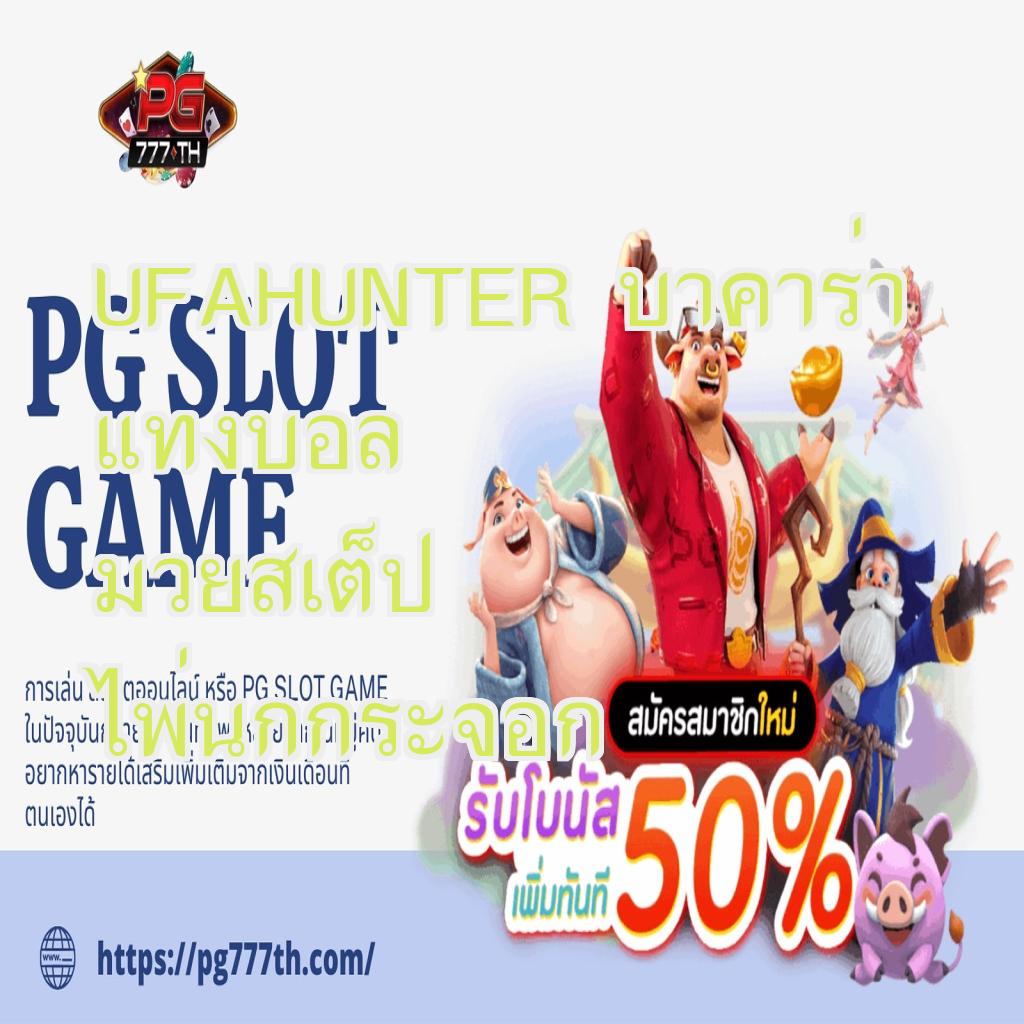 PG
777 TH
UFAHUNTER บาคาร่า
PG SLOT
แทงบอล
GAME
มวยสเต็ป
ไพ่นกกระจอก
การเล่น ออนไลน์ หรือ PG SLOT GAME
ในปัจจุบัน
อยากหารายได้เสริมเพิ่มเติมจากเงินเดือนที่
ตนเองได้
สมัครสมาชิกใหม่
รับโบนัส
เพิ่มทันที
50%
https://pg777th.com/